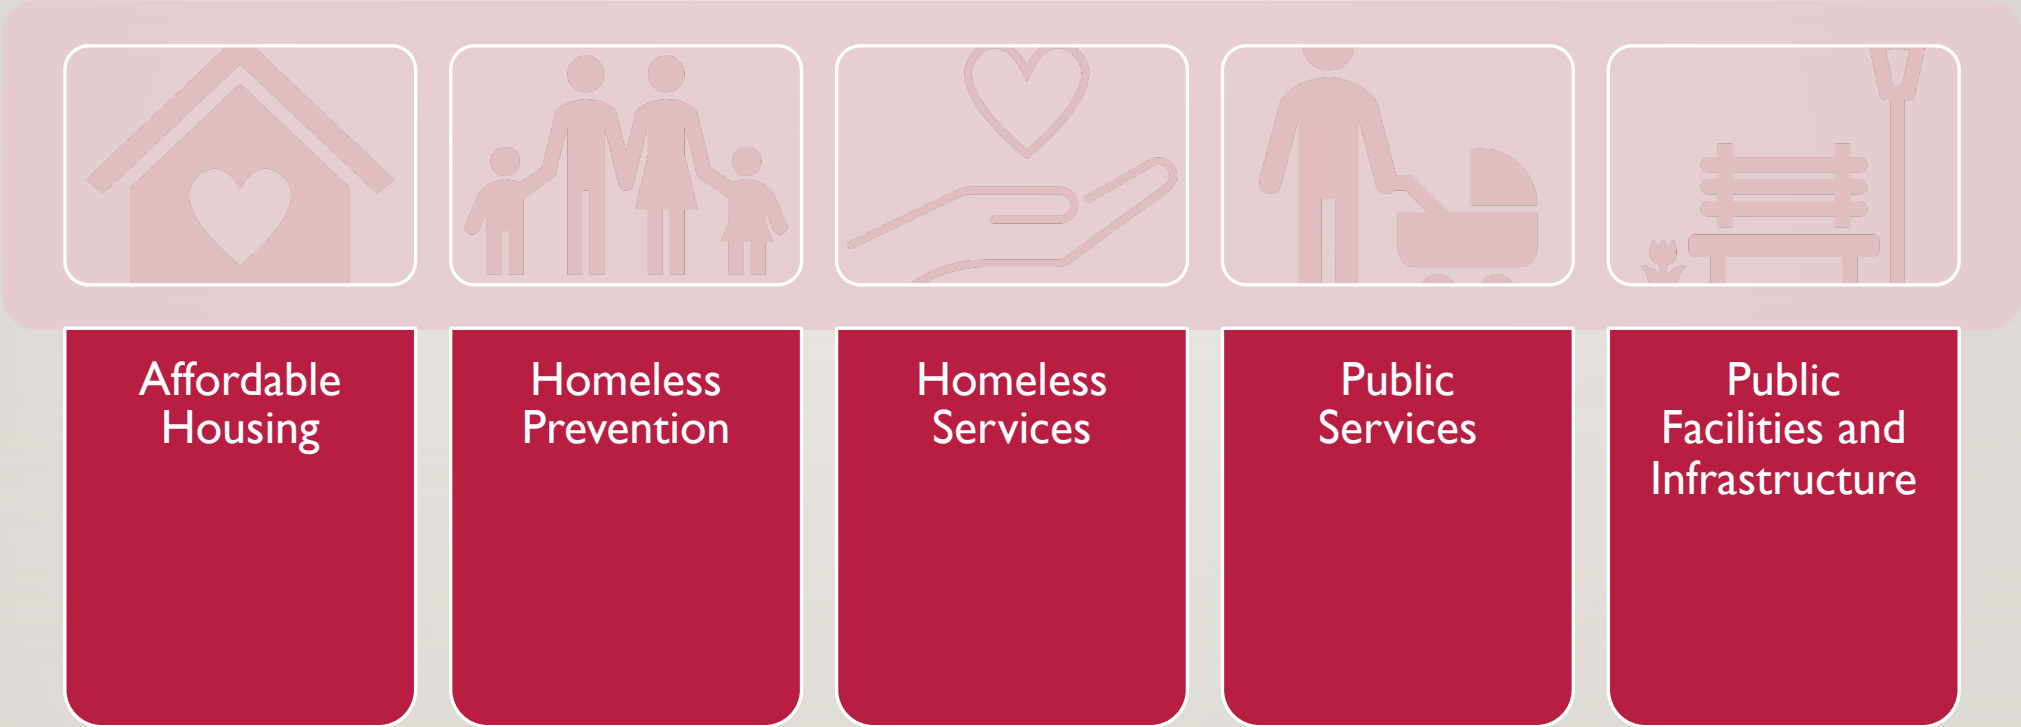 Affordable
Housing
Homeless
Prevention
Homeless
Services
Public
Services
Public
Facilities and
Infrastructure